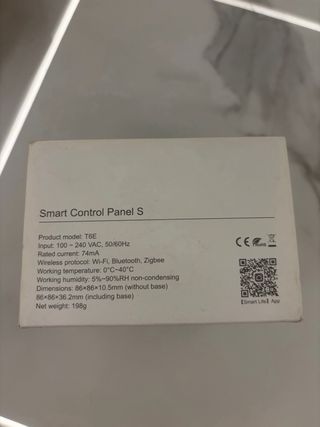 Smart Control Panel S
Product model: T6E
Input: 100 ~ 240 VAC, 50/60Hz
Rated current: 74mA
Wireless protocol: Wi-Fi, Bluetooth, Zigbee
Working temperature: 0°C~40°C
Working humidity: 5%~90%RH non-condensing
Dimensions: 86×86×10.5mm (without base)
86×86×36.2mm (including base)
Net weight: 198g
CE RoHS
【Smart Life】 App